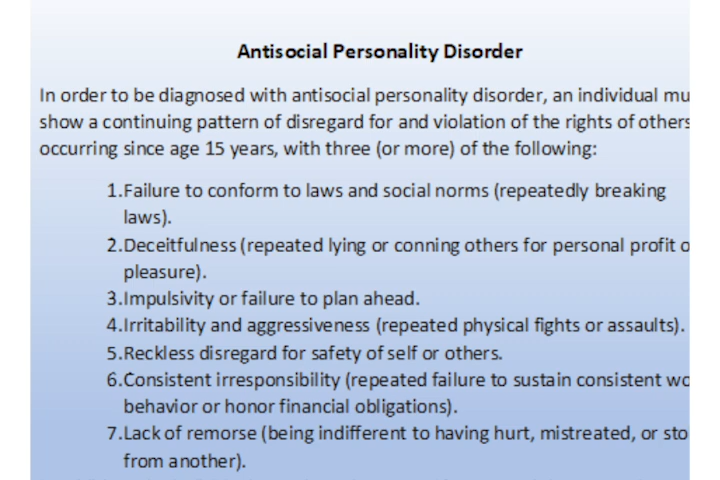 Antisocial Personality Disorder
In order to be diagnosed with antisocial personality disorder, an individual mu
show a continuing pattern of disregard for and violation of the rights of others
occurring since age 15 years, with three (or more) of the following:
1.Failure to conform to laws and social norms (repeatedly breaking
laws).
2.Deceitfulness (repeated lying or conning others for personal profit o
pleasure).
3.Impulsivity or failure to plan ahead.
4.Irritability and aggressiveness (repeated physical fights or assaults).
5.Reckless disregard for safety of self or others.
6.Consistent irresponsibility (repeated failure to sustain consistent wo
behavior or honor financial obligations).
7.Lack of remorse (being indifferent to having hurt, mistreated, or sto
from another).